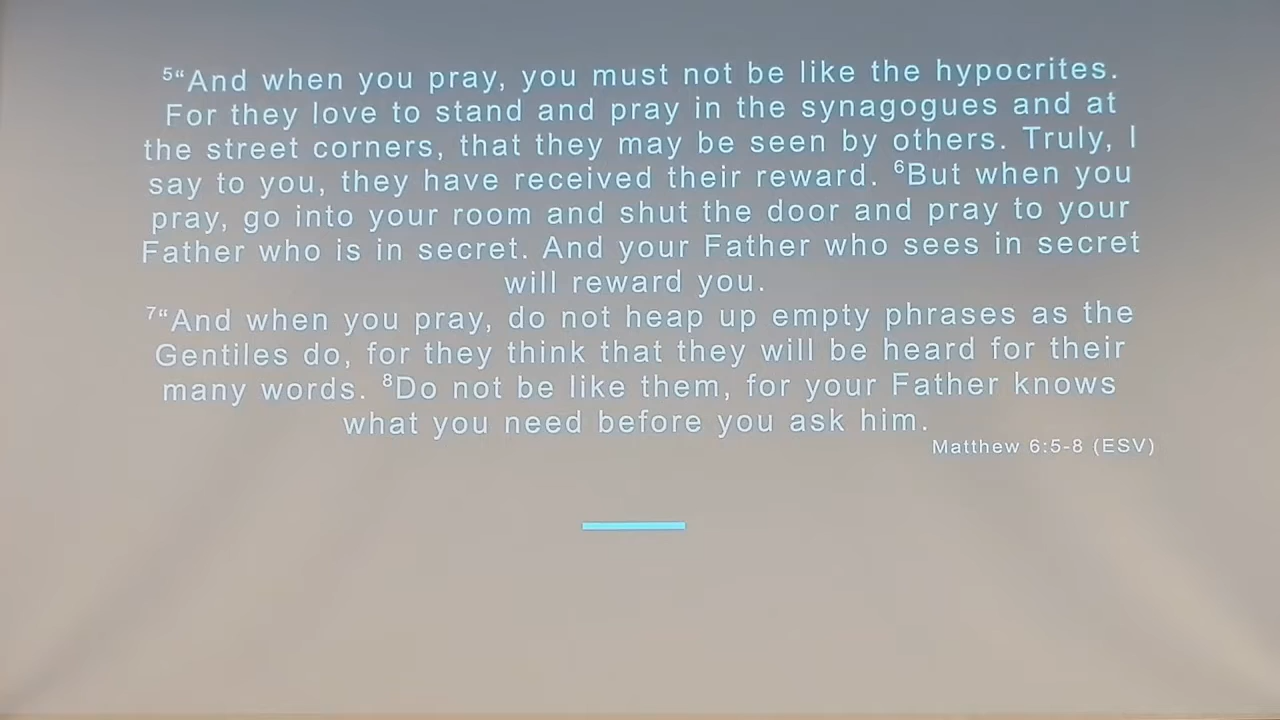 ⁵“And when you pray, you must not be like the hypocrites.
For they love to stand and pray in the synagogues and at
the street corners, that they may be seen by others. Truly, I
say to you, they have received their reward. ⁶But when you
pray, go into your room and shut the door and pray to your
Father who is in secret. And your Father who sees in secret
will reward you.
⁷“And when you pray, do not heap up empty phrases as the
Gentiles do, for they think that they will be heard for their
many words. ⁸Do not be like them, for your Father knows
what you need before you ask him.
Matthew 6:5-8 (ESV)